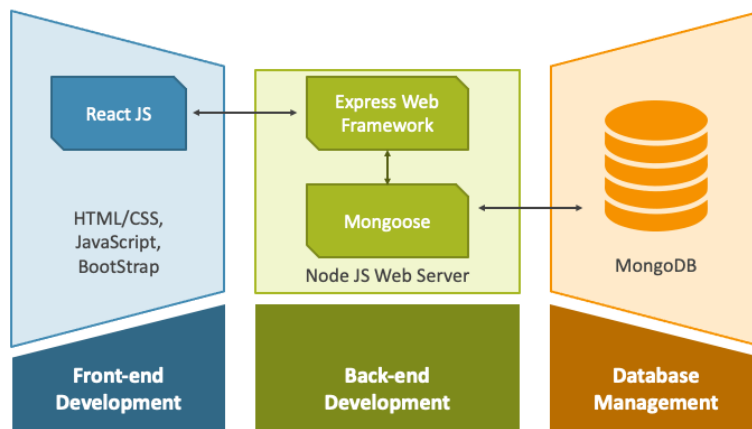 React JS
HTML/CSS,
JavaScript,
BootStrap
Front-end
Development
Express Web
Framework
Mongoose
Node JS Web Server
Back-end
Development
MongoDB
Database
Management